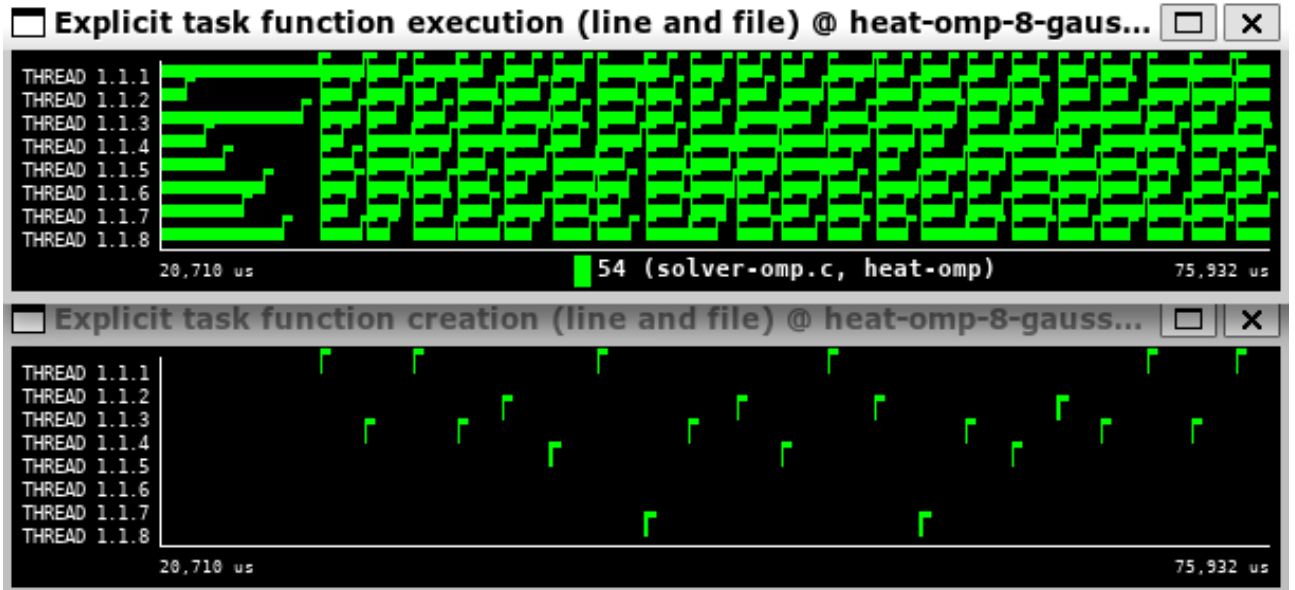 Explicit task function execution (line and file) @ heat-omp-8-gaus...
THREAD 1.1.1
THREAD 1.1.2
THREAD 1.1.3
THREAD 1.1.4
THREAD 1.1.5
THREAD 1.1.6
THREAD 1.1.7
THREAD 1.1.8
20,710 us 54 (solver-omp.c, heat-omp) 75,932 us
Explicit task function creation (line and file) @ heat-omp-8-gauss...
THREAD 1.1.1
THREAD 1.1.2
THREAD 1.1.3
THREAD 1.1.4
THREAD 1.1.5
THREAD 1.1.6
THREAD 1.1.7
THREAD 1.1.8
20,710 us 75,932 us